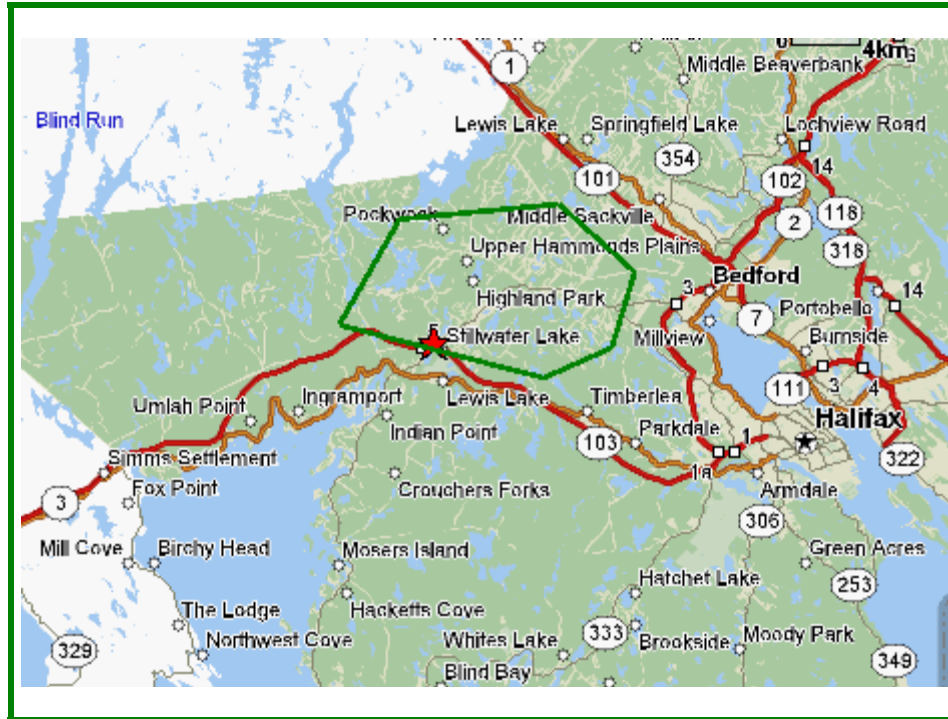 1
6
4km
Middle Beaverbank
Blind Run
Lewis Lake
Springfield Lake
Lochview Road
354
14
101
102
2
118
Pockwock
Middle Sackville
318
Upper Hammonds Plains
Bedford
3
14
Highland Park
Portobello
7
5
Stillwater Lake
Millview
Burnside
111
3
4
Umlah Point
Ingramport
Lewis Lake
Timberlea
Halifax
Indian Point
103
Parkdale
1
322
Simms Settlement
1a
Fox Point
Crouchers Forks
Armdale
3
306
Mill Cove
Birchy Head
Mosers Island
Green Acres
Hatchet Lake
253
The Lodge
Hacketts Cove
329
Northwest Cove
Whites Lake
333
Brookside
Moody Park
349
Blind Bay